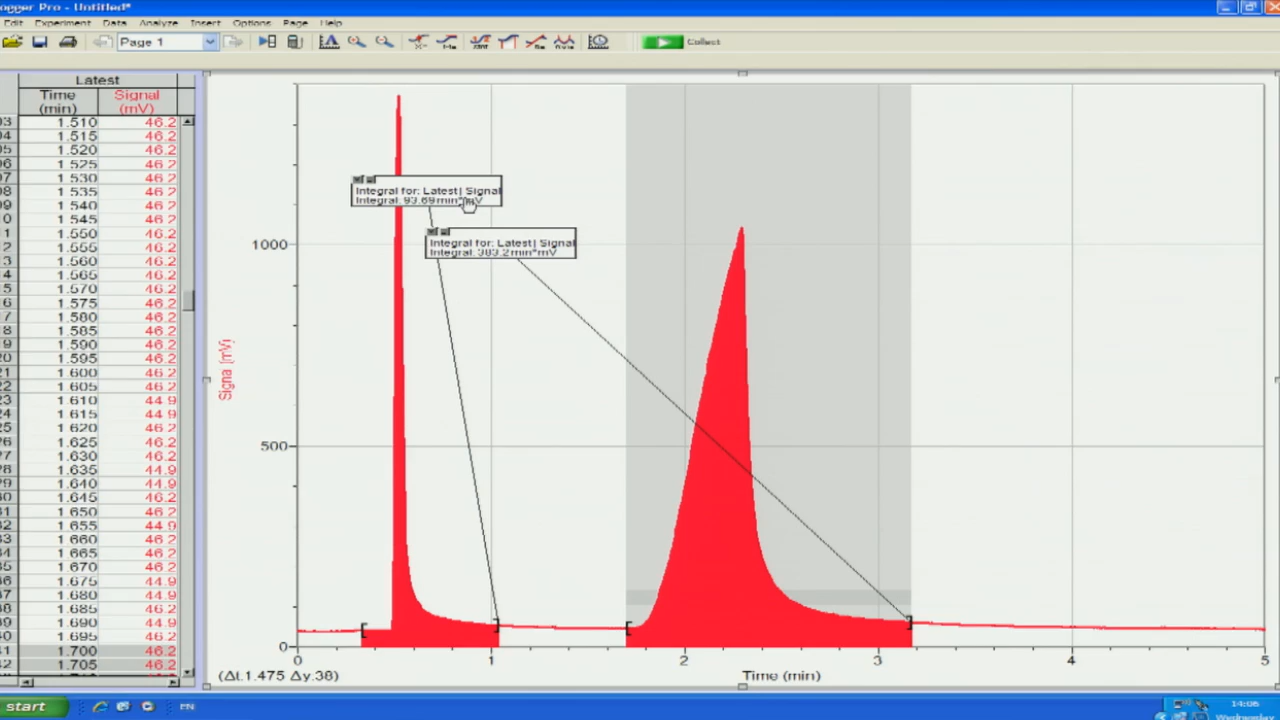 ogger Pro - Untitled*
Edit Experiment Data Analyze Insert Options Page Help
Page 1
Collect
Latest
Time Signal
(min) (mV)
1.510 46.2
1.515 46.2
1.520 46.2
1.525 46.2
1.530 46.2
1.535 46.2
1.540 46.2
1.545 46.2
1.550 46.2
1.555 46.2
1.560 46.2
1.565 46.2
1.570 46.2
1.575 46.2
1.580 46.2
1.585 46.2
1.590 46.2
1.595 46.2
1.600 46.2
1.605 46.2
1.610 44.9
1.615 44.9
1.620 46.2
1.625 46.2
1.630 46.2
1.635 44.9
1.640 44.9
1.645 46.2
1.650 46.2
1.655 44.9
1.660 46.2
1.665 46.2
1.670 46.2
1.675 44.9
1.680 44.9
1.685 46.2
1.690 44.9
1.695 46.2
1.700 46.2
1.705 46.2
Signal (mV)
1000
500
0
Integral for: Latest | Signal
Integral: 93.69 min*mV
Integral for: Latest | Signal
Integral: 383.2 min*mV
0 1 2 3 4 5
(Δt:1.475 Δy:38)
Time (min)
start
EN
14:06
Wednesday